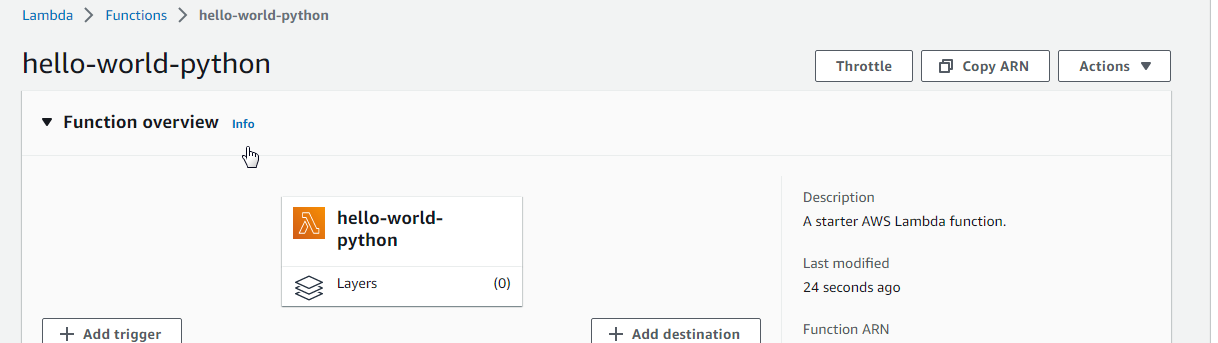 Lambda > Functions > hello-world-python
hello-world-python
Throttle
Copy ARN
Actions
Function overview Info
hello-world-
python
Layers (0)
+ Add trigger
+ Add destination
Description
A starter AWS Lambda function.
Last modified
24 seconds ago
Function ARN